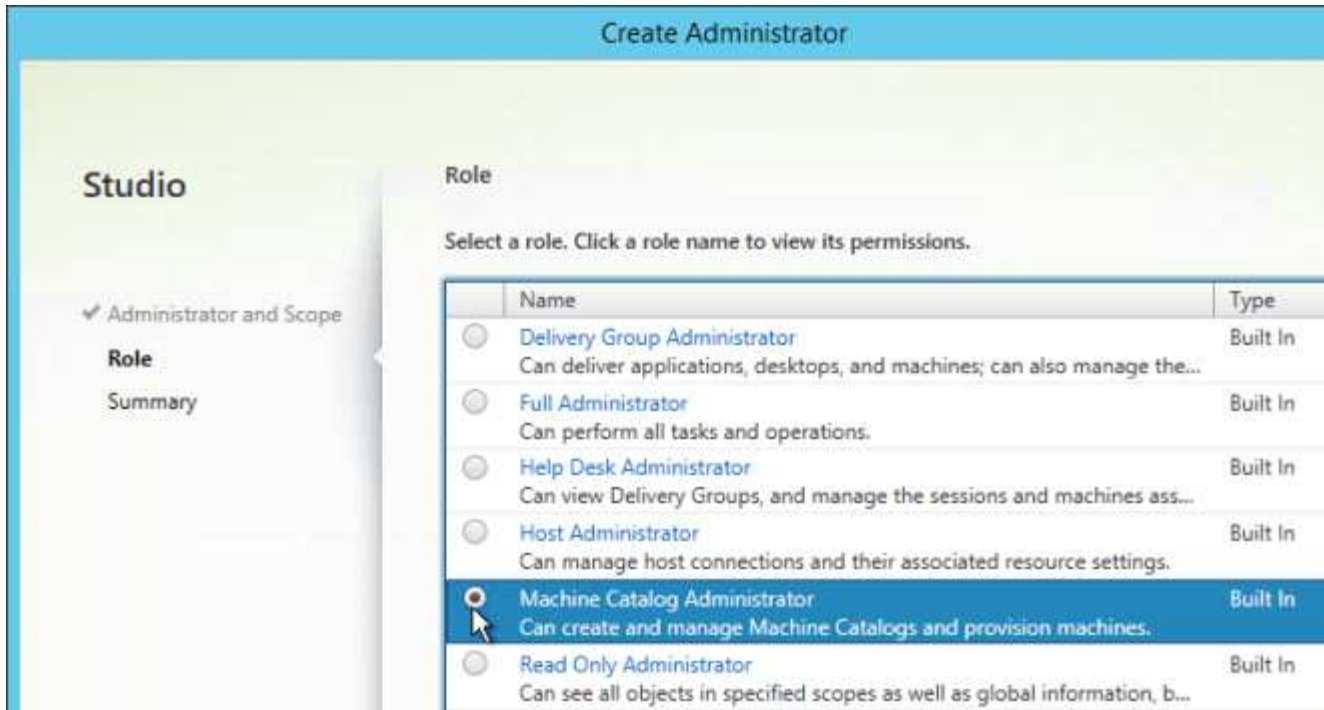 Create Administrator
Studio
✔ Administrator and Scope
Role
Summary
Role
Select a role. Click a role name to view its permissions.
Name Type
Delivery Group Administrator Built In
Can deliver applications, desktops, and machines; can also manage the...
Full Administrator Built In
Can perform all tasks and operations.
Help Desk Administrator Built In
Can view Delivery Groups, and manage the sessions and machines ass...
Host Administrator Built In
Can manage host connections and their associated resource settings.
Machine Catalog Administrator Built In
Can create and manage Machine Catalogs and provision machines.
Read Only Administrator Built In
Can see all objects in specified scopes as well as global information, b...